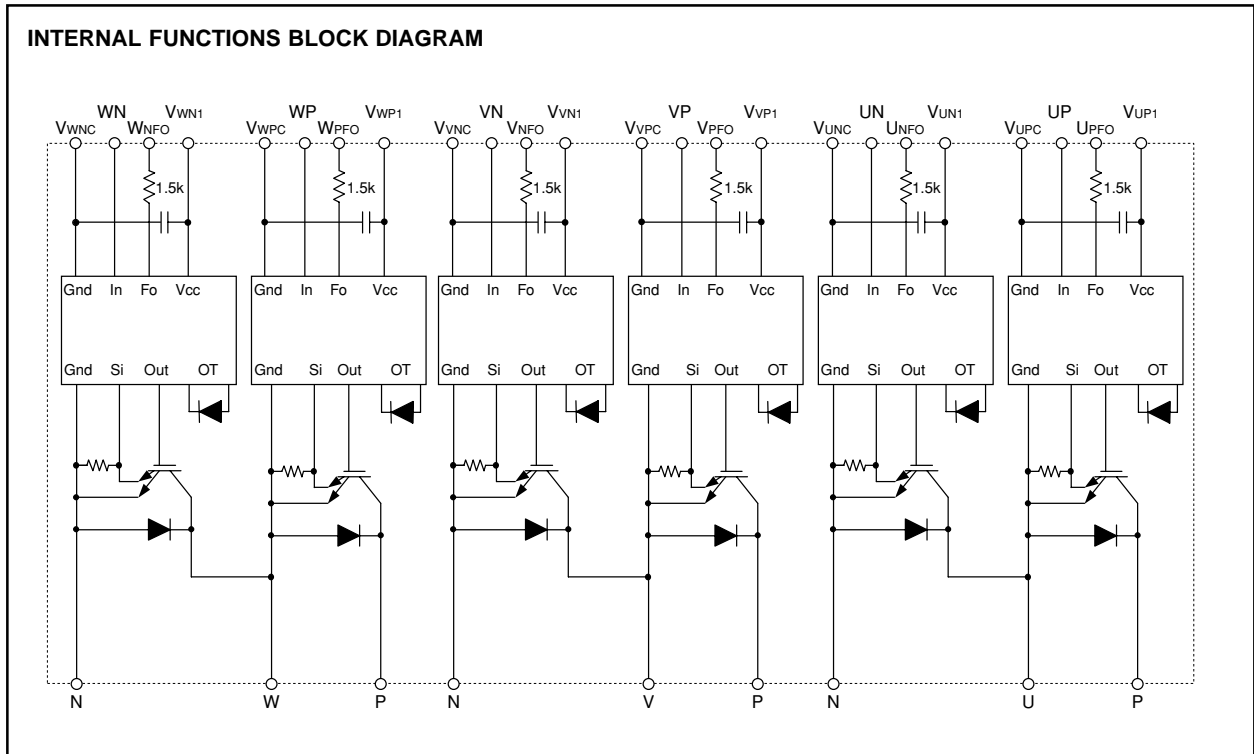 INTERNAL FUNCTIONS BLOCK DIAGRAM
WN VWN1 WP VWP1 VN VVN1 VP VVP1 UN VUN1 UP VUP1
VWNC WNFO VWPC WPFO VVNC VNFO VVPC VPFO VUNC UNFO VUPC UPFO
1.5k 1.5k 1.5k 1.5k 1.5k 1.5k
Gnd In Fo Vcc Gnd In Fo Vcc Gnd In Fo Vcc Gnd In Fo Vcc Gnd In Fo Vcc Gnd In Fo Vcc
Gnd Si Out OT Gnd Si Out OT Gnd Si Out OT Gnd Si Out OT Gnd Si Out OT Gnd Si Out OT
N W P N V P N U P